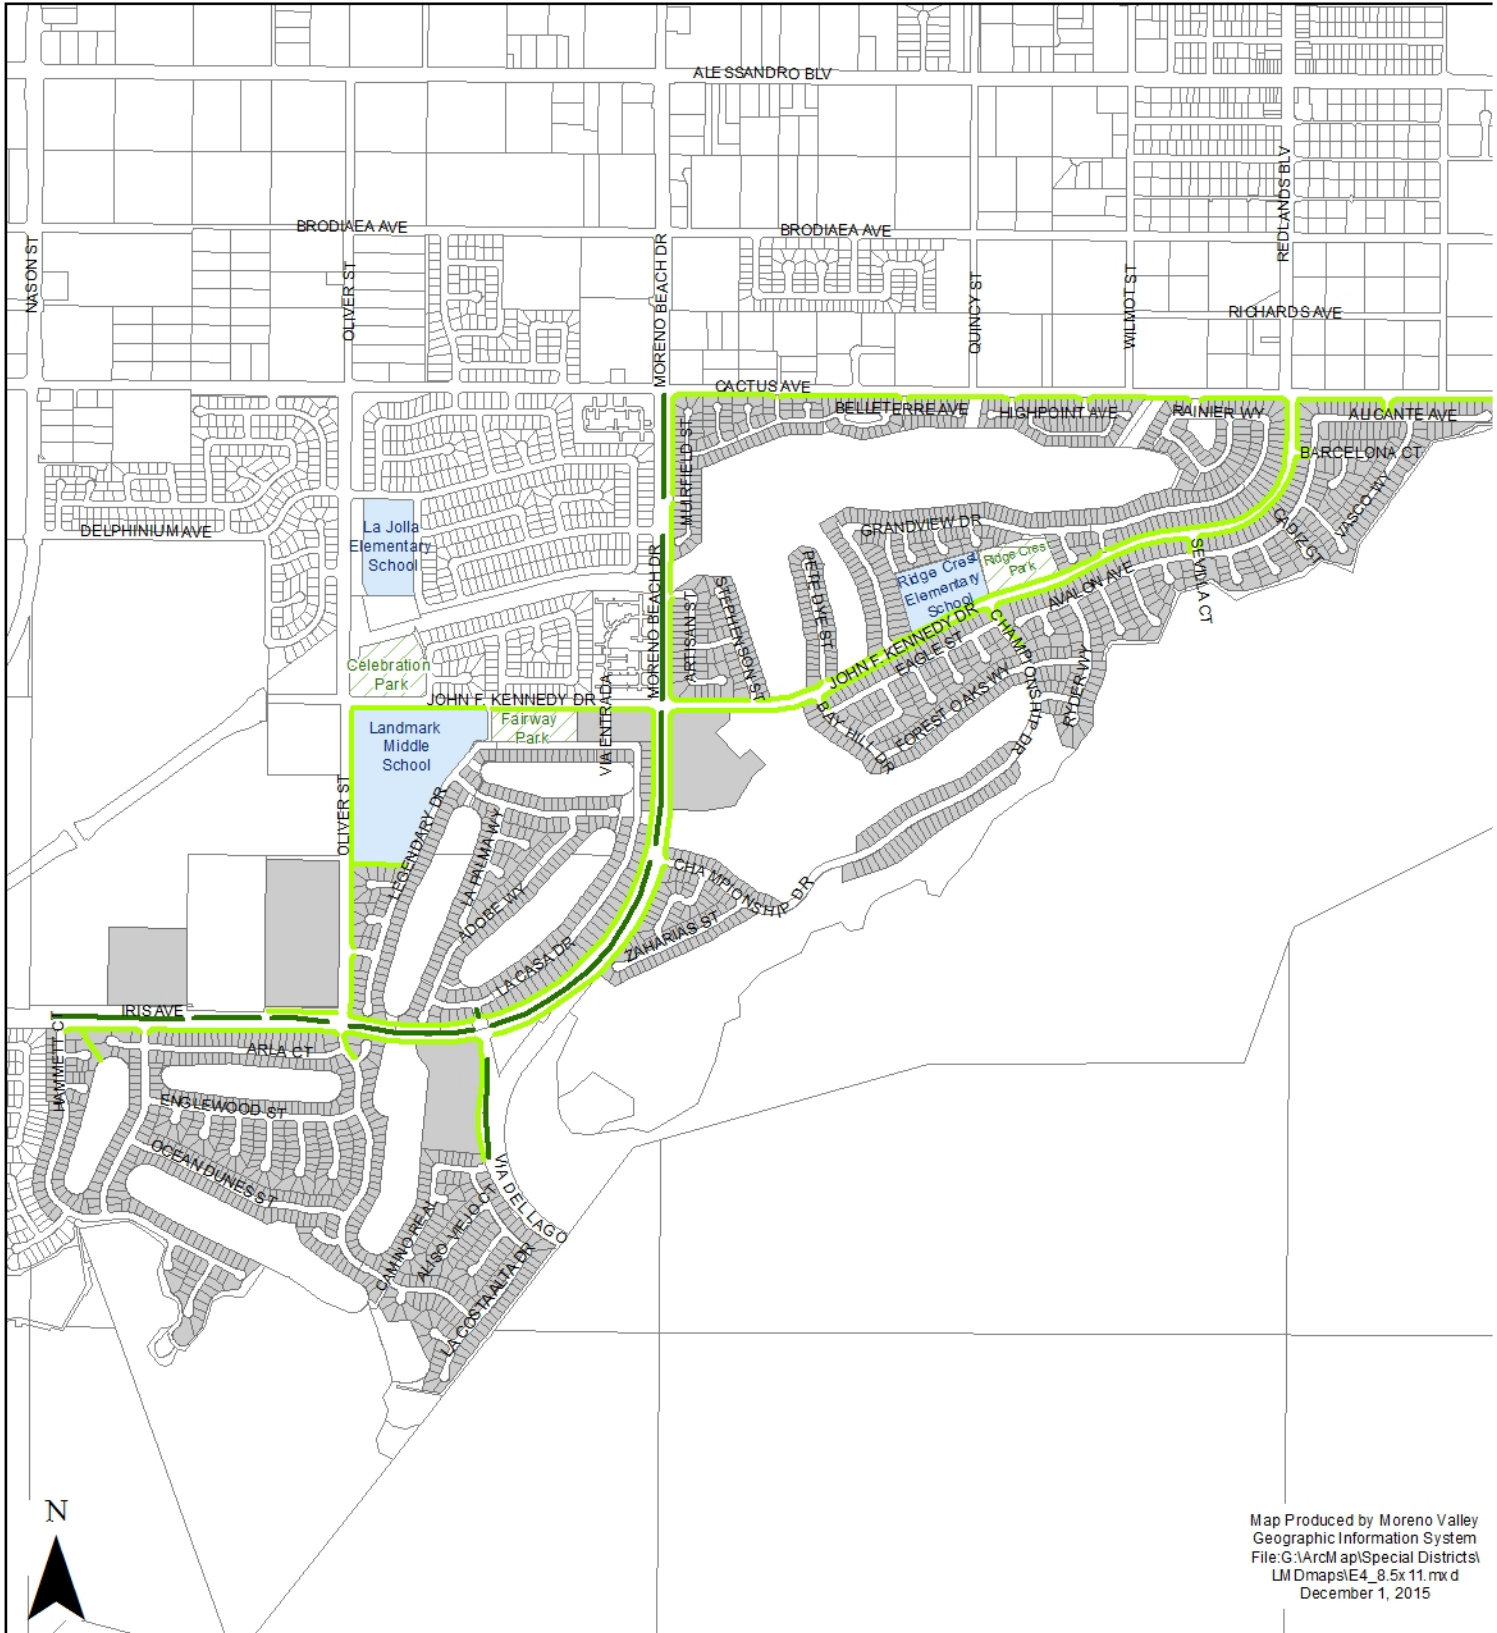 ALESSANDRO BLV
BRODIAEA AVE
BRODIAEA AVE
NASON ST
OLIVER ST
MORENO BEACH DR
QUINCY ST
WILMOT ST
REDLANDS BLV
RICHARDS AVE
CACTUS AVE
BELLETERRE AVE
HIGHPOINT AVE
RAINIER WY
ALICANTE AVE
MUIRFIELD ST
BARCELONA CT
VASCO WY
CADIZ CT
DELPHINIUM AVE
La Jolla
Elementary
School
GRANDVIEW DR
Ridge Crest
Park
Ridge Crest
Elementary
School
SEVILLA CT
AVALON AVE
PETE DYE ST
MORENO BEACH DR
ARTISAN ST
STEPHENSON ST
JOHN F. KENNEDY DR
EAGLE ST
CHAMPIONSHIP DR
FOREST OAKS WY
RYDER WY
BAY HILL DR
Celebration
Park
JOHN F. KENNEDY DR
Landmark
Middle
School
Fairway
Park
VIA ENTRADA
OLIVER ST
LEGENDARY DR
LA PALMA WY
ADOBE WY
LA CASA DR
CHAMPIONSHIP DR
ZAHARIAS ST
IRIS AVE
HAMMETT CT
ARLA CT
ENGLEWOOD ST
OCEAN DUNES ST
CAMINO REAL
ALISO VIEJO CT
VIA DEL LAGO
LA COSTA ALTA DR
N
Map Produced by Moreno Valley
Geographic Information System
File:G:\ArcMap\Special Districts\
LMDmaps\E4_8.5x11.mxd
December 1, 2015